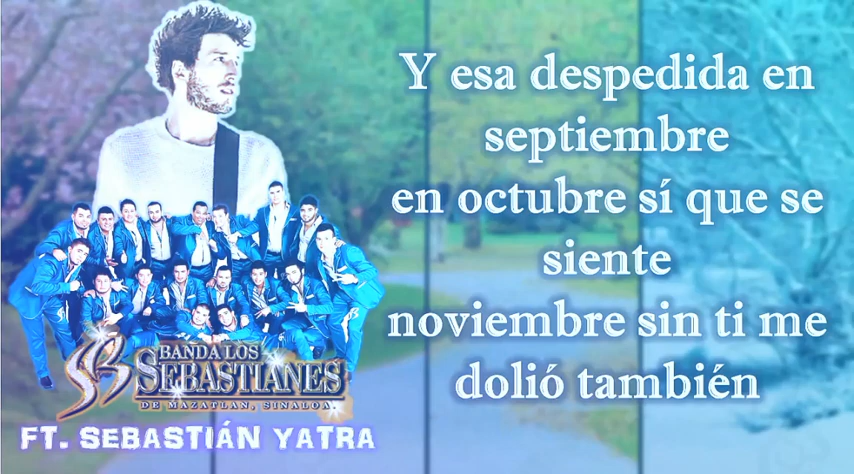 Y esa despedida en
septiembre
en octubre sí que se
siente
noviembre sin ti me
dolió también
SB
BANDA LOS
SEBASTIANES
DE MAZATLAN, SINALOA.
FT. SEBASTIÁN YATRA